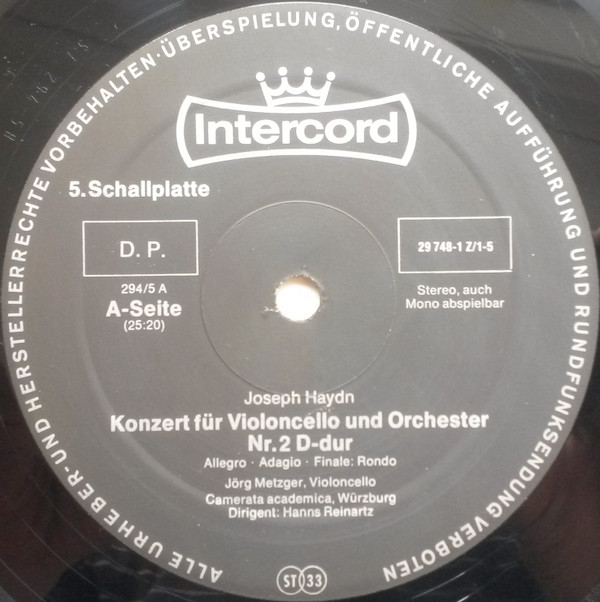 ALLE URHEBER- UND HERSTELLERRECHTE VORBEHALTEN · ÜBERSPIELUNG, ÖFFENTLICHE AUFFÜHRUNG UND RUNDFUNKSENDUNG VERBOTEN
Intercord
5. Schallplatte
D. P.
29 748-1 Z/1-5
294/5 A
A-Seite
(25:20)
Stereo, auch
Mono abspielbar
Joseph Haydn
Konzert für Violoncello und Orchester
Nr. 2 D-dur
Allegro · Adagio · Finale: Rondo
Jörg Metzger, Violoncello
Camerata academica, Würzburg
Dirigent: Hanns Reinartz
ST 33